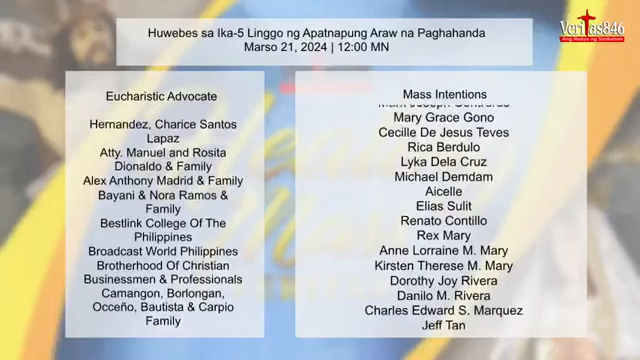 Huwebes sa Ika-5 Linggo ng Apatnapung Araw na Paghahanda
Marso 21, 2024 | 12:00 MN
Veritas846
Ang Radyo ng Simbahan
Eucharistic Advocate
Hernandez, Charice Santos
Lapaz
Atty. Manuel and Rosita
Dionaldo & Family
Alex Anthony Madrid & Family
Bayani & Nora Ramos &
Family
Bestlink College Of The
Philippines
Broadcast World Philippines
Brotherhood Of Christian
Businessmen & Professionals
Camangon, Borlongan,
Occeño, Bautista & Carpio
Family
Mass Intentions
Mary Grace Gono
Cecille De Jesus Teves
Rica Berdulo
Lyka Dela Cruz
Michael Demdam
Aicelle
Elias Sulit
Renato Contillo
Rex Mary
Anne Lorraine M. Mary
Kirsten Therese M. Mary
Dorothy Joy Rivera
Danilo M. Rivera
Charles Edward S. Marquez
Jeff Tan